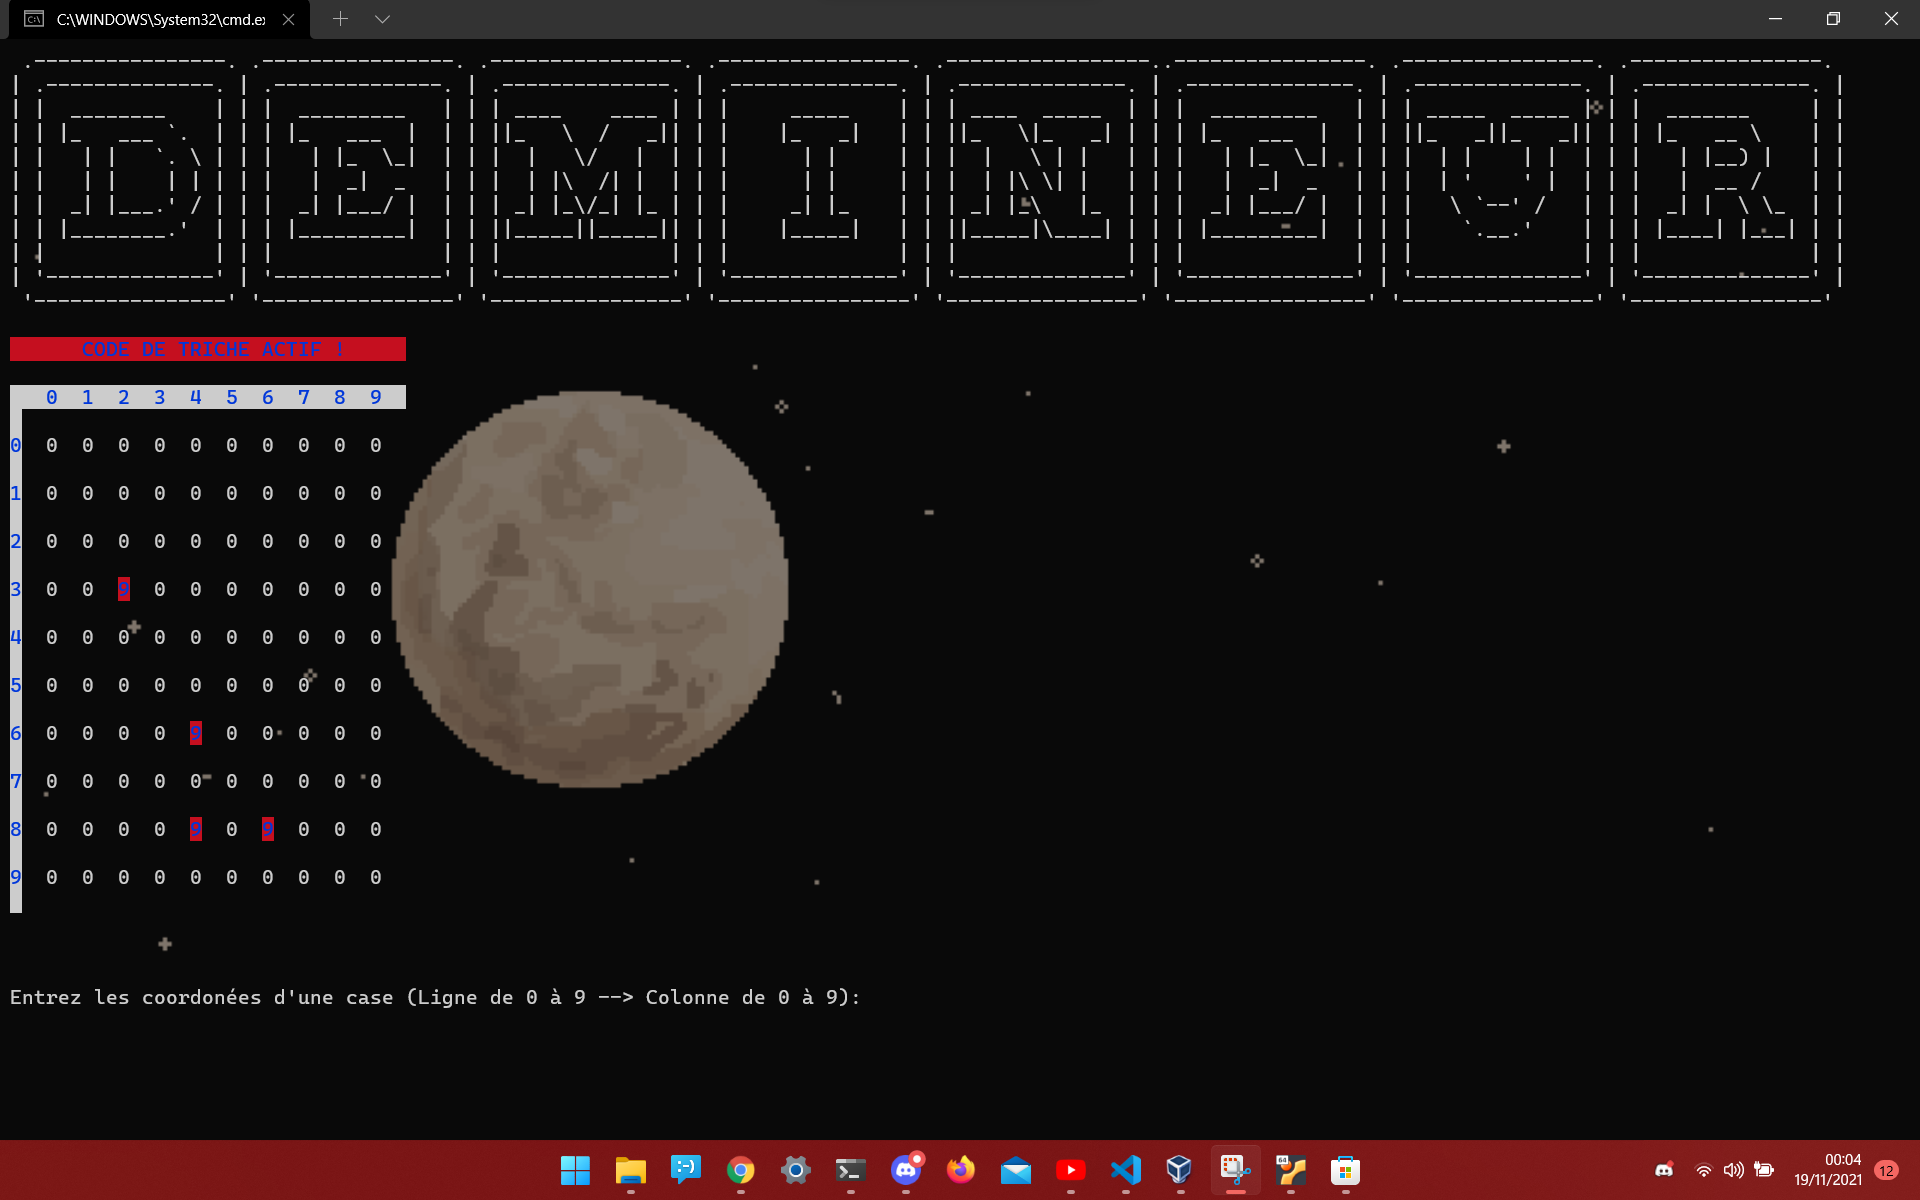 C:\WINDOWS\System32\cmd.ex
DEMINEUR
CODE DE TRICHE ACTIF !
0 1 2 3 4 5 6 7 8 9
0 0 0 0 0 0 0 0 0 0 0
1 0 0 0 0 0 0 0 0 0 0
2 0 0 0 0 0 0 0 0 0 0
3 0 0 9 0 0 0 0 0 0 0
4 0 0 0 0 0 0 0 0 0 0
5 0 0 0 0 0 0 0 0 0 0
6 0 0 0 0 9 0 0 0 0 0
7 0 0 0 0 0 0 0 0 0 0
8 0 0 0 0 9 0 9 0 0 0
9 0 0 0 0 0 0 0 0 0 0
Entrez les coordonées d'une case (Ligne de 0 à 9 --> Colonne de 0 à 9):
64
00:04
19/11/2021
12